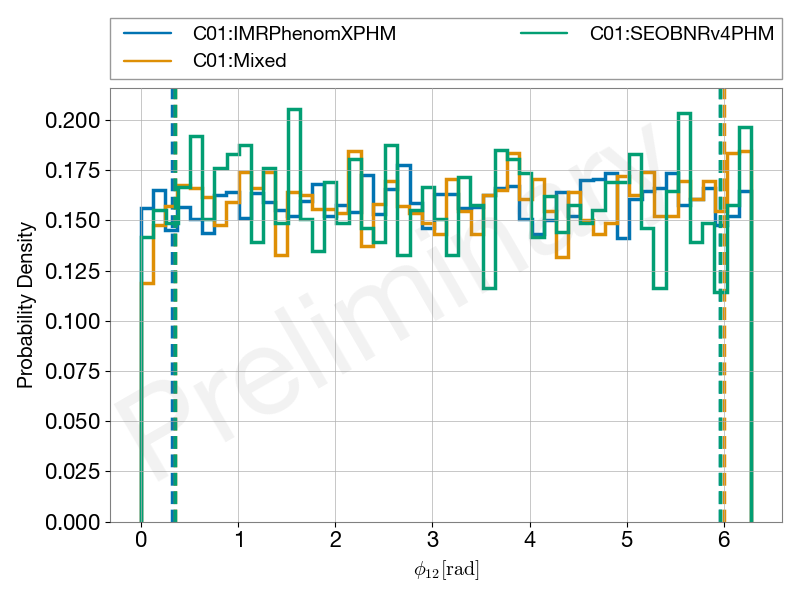 C01:IMRPhenomXPHM
C01:Mixed
C01:SEOBNRv4PHM
Preliminary
Probability Density
0.200
0.175
0.150
0.125
0.100
0.075
0.050
0.025
0.000
0 1 2 3 4 5 6
ϕ12[rad]